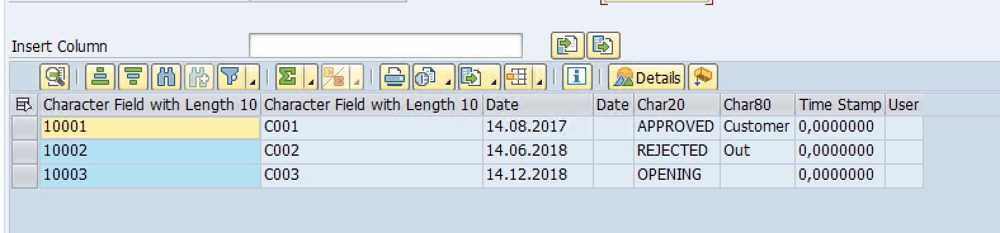 Insert Column
Details
Character Field with Length 10 Character Field with Length 10 Date Date Char20 Char80 Time Stamp User
10001 C001 14.08.2017 APPROVED Customer 0,0000000
10002 C002 14.06.2018 REJECTED Out 0,0000000
10003 C003 14.12.2018 OPENING 0,0000000